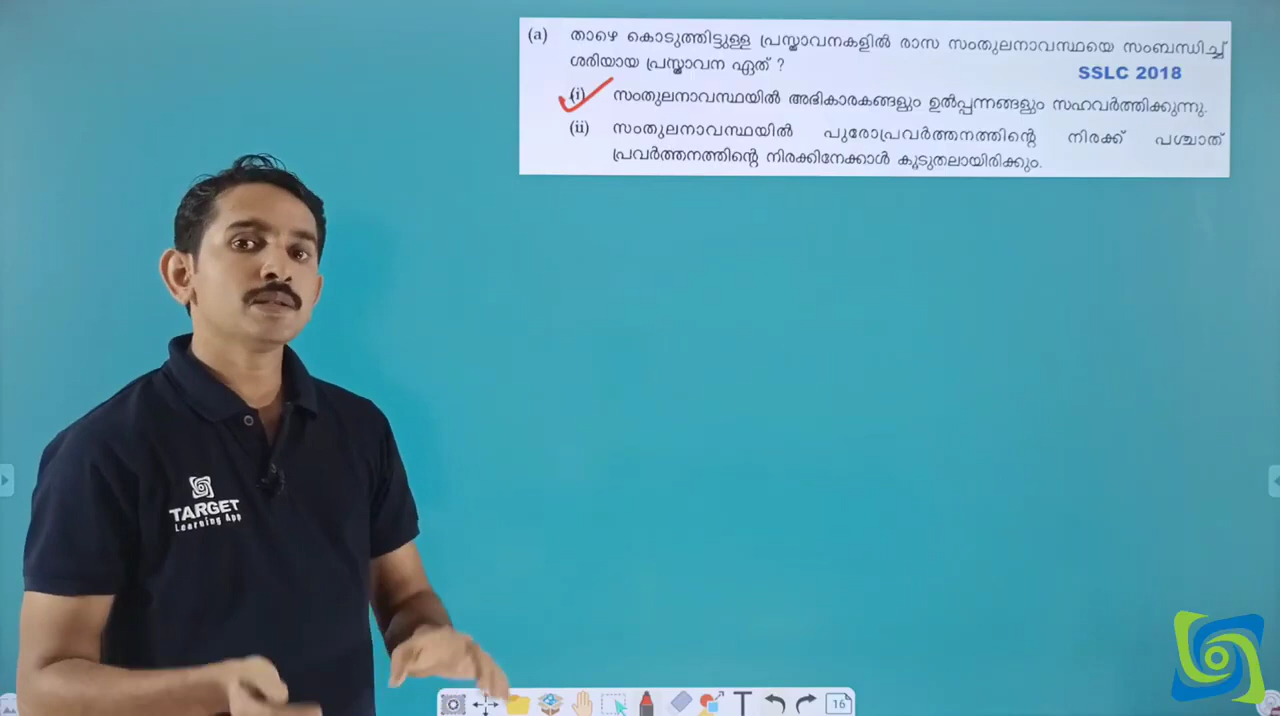 (a) താഴെ കൊടുത്തിട്ടുള്ള പ്രസ്താവനകളിൽ രാസ സംതുലനാവസ്ഥയെ സംബന്ധിച്ച്
ശരിയായ പ്രസ്താവന ഏത് ?
SSLC 2018
(i) സംതുലനാവസ്ഥയിൽ അഭികാരകങ്ങളും ഉൽപ്പന്നങ്ങളും സഹവർത്തിക്കുന്നു.
(ii) സംതുലനാവസ്ഥയിൽ പുരോപ്രവർത്തനത്തിന്റെ നിരക്ക് പശ്ചാത്
പ്രവർത്തനത്തിന്റെ നിരക്കിനേക്കാൾ കൂടുതലായിരിക്കും.
TARGET
Learning App
T
16